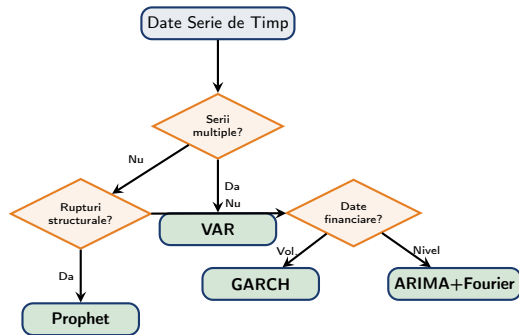 Date Serie de Timp
Serii
multiple?
Nu
Da
Nu
Rupturi
structurale?
VAR
Date
financiare?
Da
Vol.
Nivel
GARCH
ARIMA+Fourier
Prophet